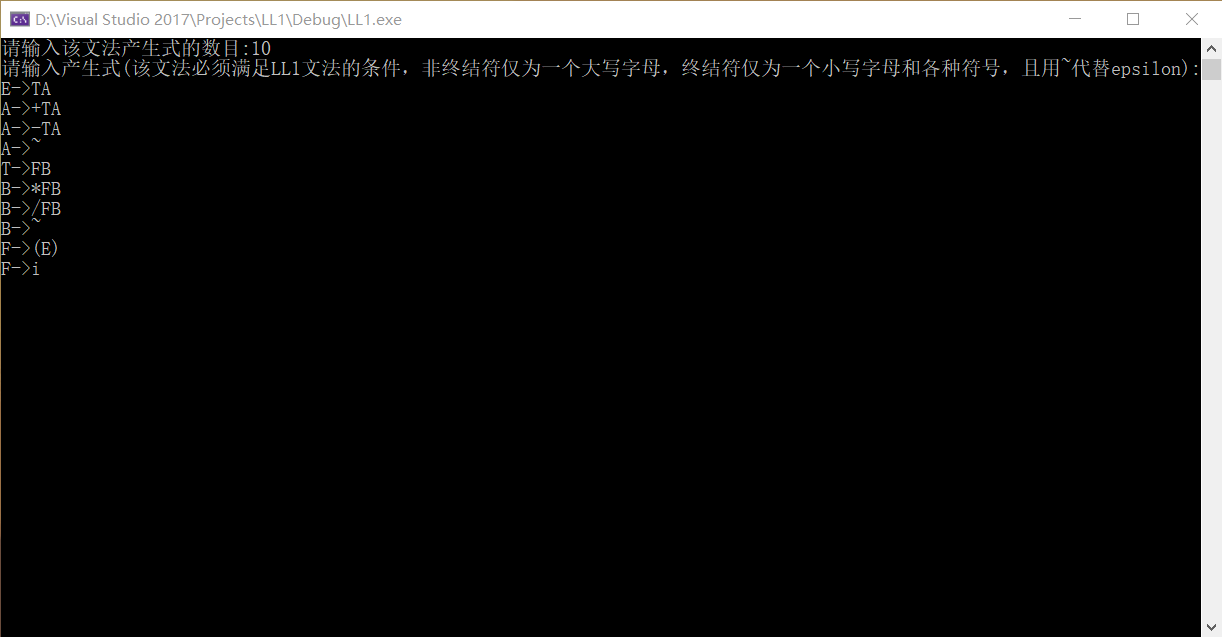 D:\Visual Studio 2017\Projects\LL1\Debug\LL1.exe
请输入该文法产生式的数目:10
请输入产生式(该文法必须满足LL1文法的条件，非终结符仅为一个大写字母，终结符仅为一个小写字母和各种符号，且用~代替epsilon):
E->TA
A->+TA
A->-TA
A->~
T->FB
B->*FB
B->/FB
B->~
F->(E)
F->i